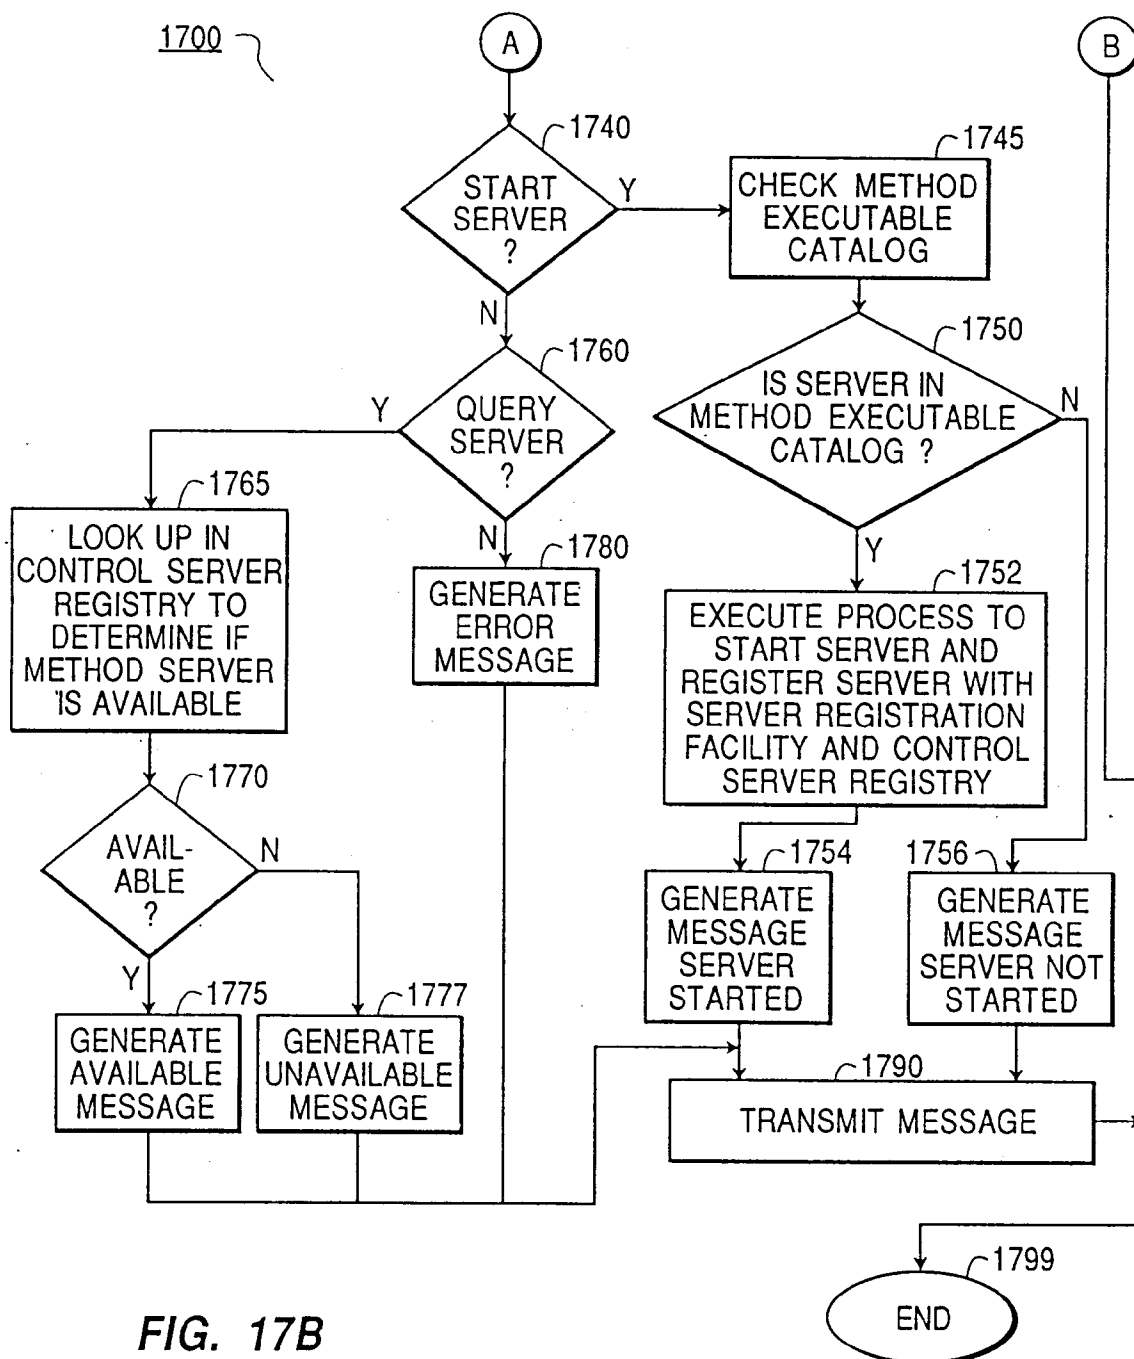 1700
A
B
1740
START
SERVER
?
Y
N
1745
CHECK METHOD
EXECUTABLE
CATALOG
1750
IS SERVER IN
METHOD EXECUTABLE
CATALOG ?
N
Y
1760
QUERY
SERVER
?
Y
N
1765
LOOK UP IN
CONTROL SERVER
REGISTRY TO
DETERMINE IF
METHOD SERVER
IS AVAILABLE
1780
GENERATE
ERROR
MESSAGE
1752
EXECUTE PROCESS TO
START SERVER AND
REGISTER SERVER WITH
SERVER REGISTRATION
FACILITY AND CONTROL
SERVER REGISTRY
1770
AVAIL-
ABLE
?
N
Y
1754
GENERATE
MESSAGE
SERVER
STARTED
1756
GENERATE
MESSAGE
SERVER NOT
STARTED
1775
GENERATE
AVAILABLE
MESSAGE
1777
GENERATE
UNAVAILABLE
MESSAGE
1790
TRANSMIT MESSAGE
1799
END
FIG. 17B